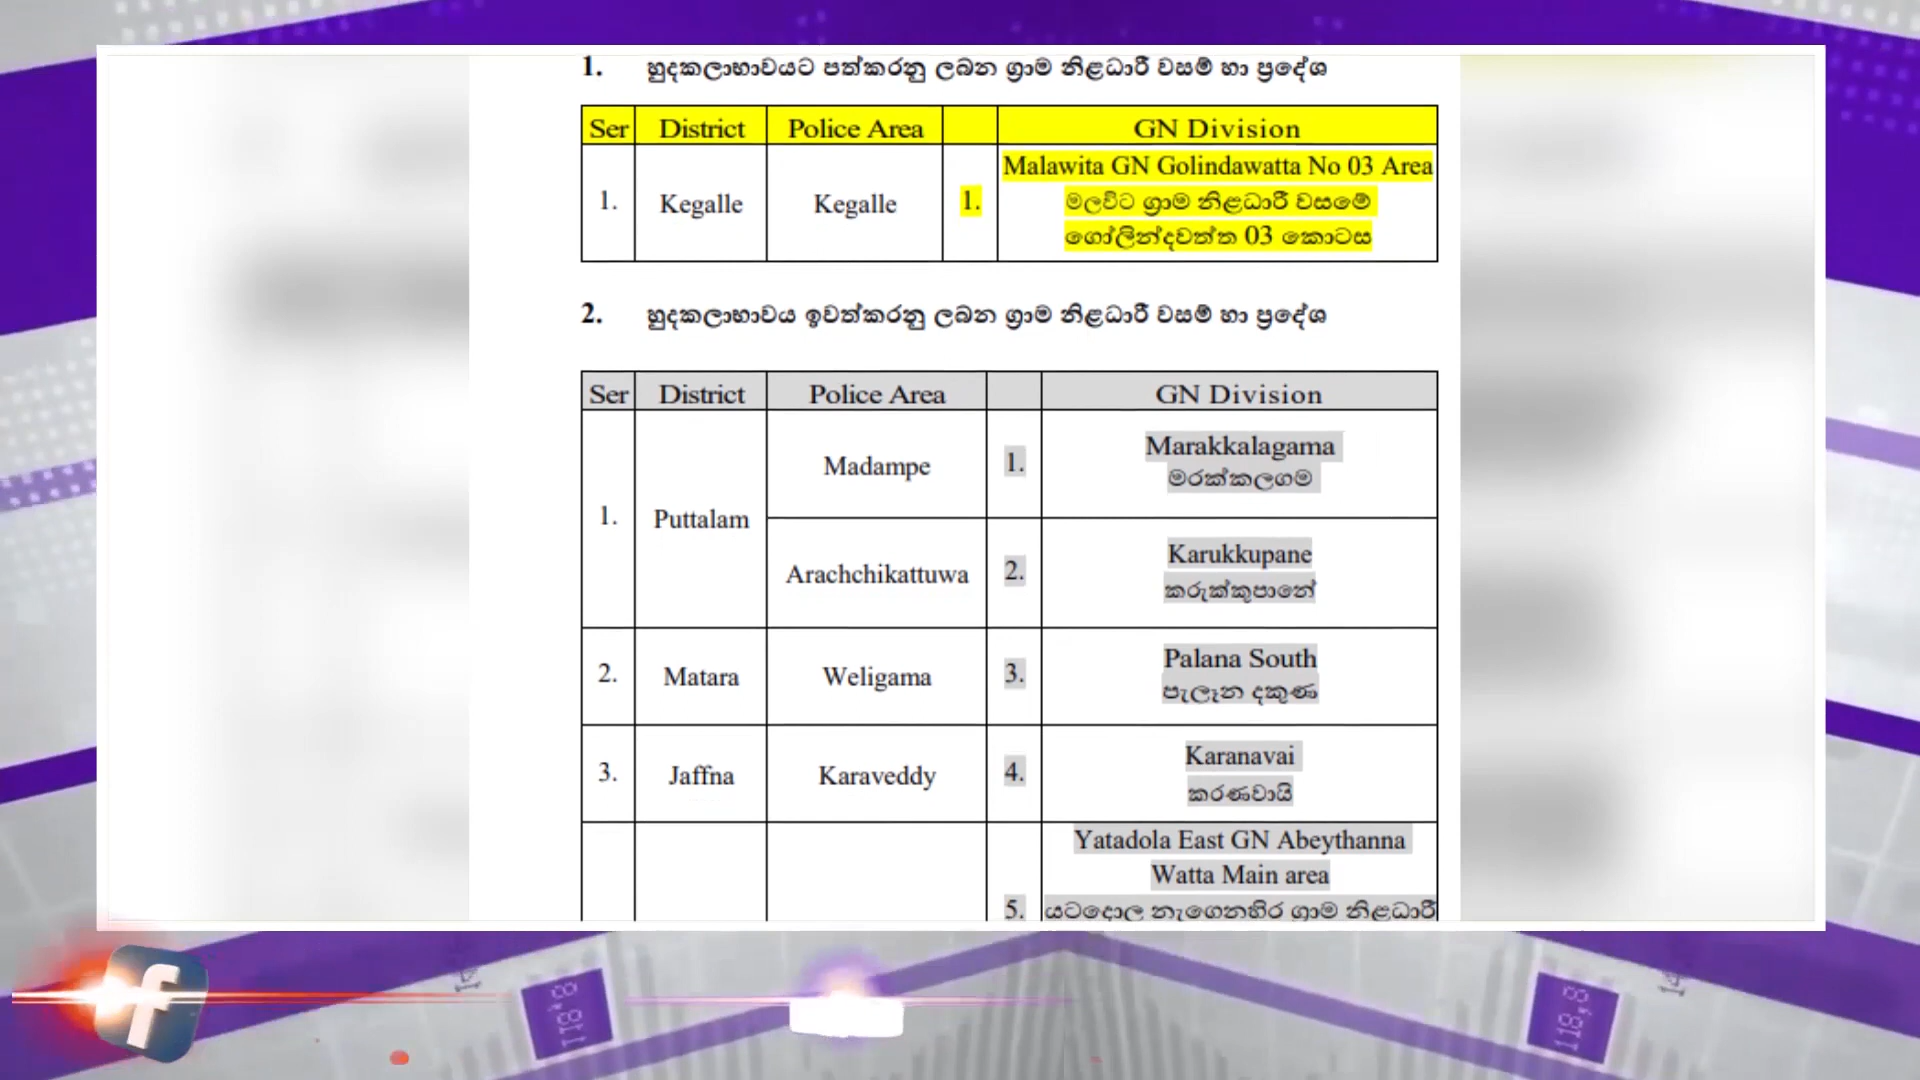 1. හුදකලාභාවයට පත්කරනු ලබන ග්‍රාම නිළධාරී වසම් හා ප්‍රදේශ
Ser District Police Area GN Division
1. Kegalle Kegalle 1. Malawita GN Golindawatta No 03 Area
මලවිට ග්‍රාම නිළධාරී වසමේ
ගෝලින්දවත්ත 03 කොටස
2. හුදකලාභාවය ඉවත්කරනු ලබන ග්‍රාම නිළධාරී වසම් හා ප්‍රදේශ
Ser District Police Area GN Division
1. Puttalam Madampe 1. Marakkalagama
මරක්කලගම
Arachchikattuwa 2. Karukkupane
කරුක්කුපානේ
2. Matara Weligama 3. Palana South
පැලෑන දකුණ
3. Jaffna Karaveddy 4. Karanavai
කරණවායි
5. Yatadola East GN Abeythanna
Watta Main area
යටදොල නැගෙනහිර ග්‍රාම නිළධාරී
f
118,8
118,8